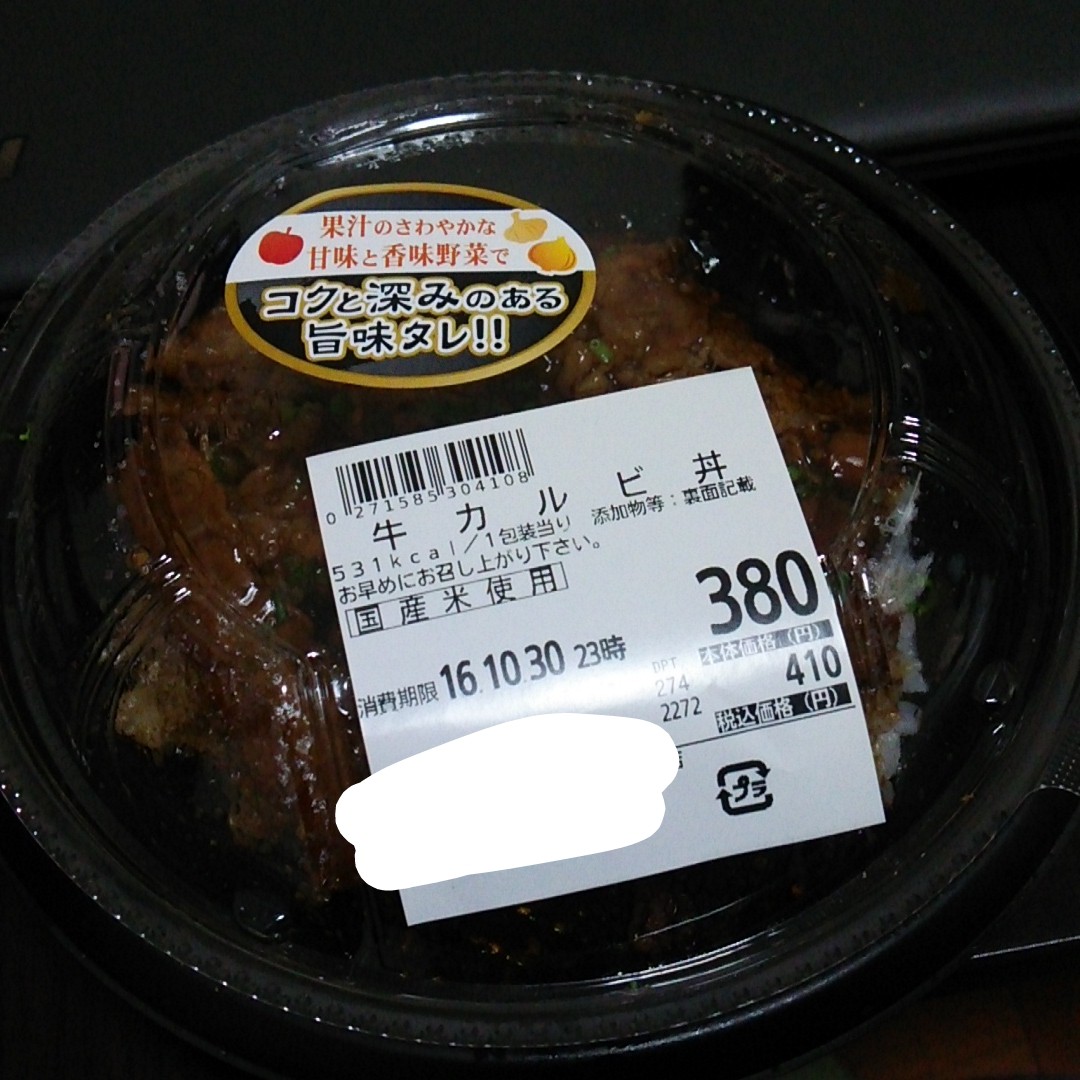 果汁のさわやかな
甘味と香味野菜で
コクと深みのある
旨味タレ!!
0 271585 304108
牛カルビ丼
531kcal/1包装当り 添加物等:裏面記載
お早めにお召し上がり下さい。
国産米使用
380
本体価格(円)
消費期限 16.10.30 23時
DPT
274
410
2272
税込価格(円)
店
プラ